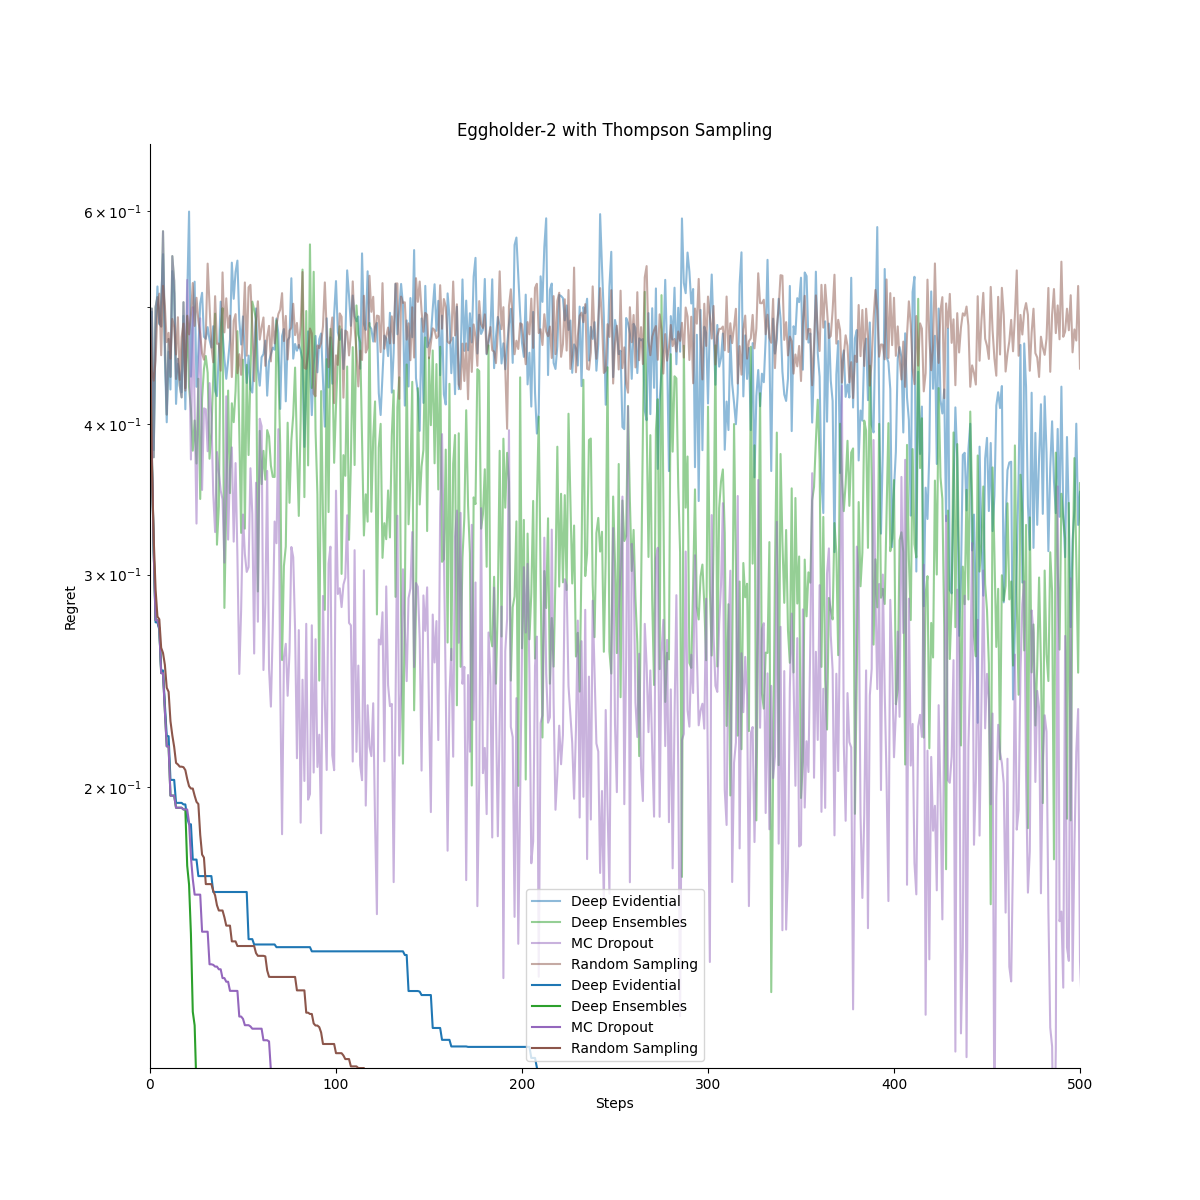 Eggholder-2 with Thompson Sampling
6 × 10⁻¹
4 × 10⁻¹
3 × 10⁻¹
2 × 10⁻¹
Regret
Deep Evidential
Deep Ensembles
MC Dropout
Random Sampling
Deep Evidential
Deep Ensembles
MC Dropout
Random Sampling
0 100 200 300 400 500
Steps